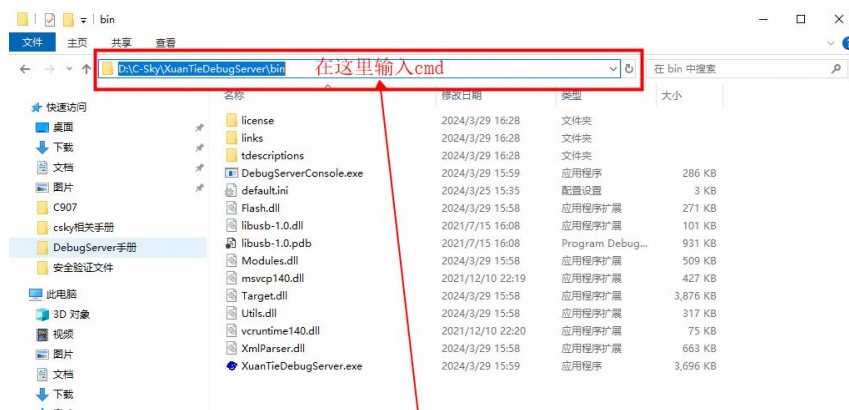 bin
文件 主页 共享 查看
D:\C-Sky\XuanTieDebugServer\bin 在这里输入cmd 在 bin 中搜索
名称 修改日期 类型 大小
快速访问
桌面
下载
文档
图片
C907
csky相关手册
DebugServer手册
安全验证文件
此电脑
3D 对象
视频
图片
文档
下载
license 2024/3/29 16:28 文件夹
links 2024/3/29 16:28 文件夹
tdescriptions 2024/3/29 16:28 文件夹
DebugServerConsole.exe 2024/3/29 15:59 应用程序 286 KB
default.ini 2024/3/25 15:35 配置设置 3 KB
Flash.dll 2024/3/29 15:58 应用程序扩展 271 KB
libusb-1.0.dll 2021/7/15 16:08 应用程序扩展 101 KB
libusb-1.0.pdb 2021/7/15 16:08 Program Debug... 931 KB
Modules.dll 2024/3/29 15:58 应用程序扩展 509 KB
msvcp140.dll 2021/12/10 22:19 应用程序扩展 427 KB
Target.dll 2024/3/29 15:58 应用程序扩展 3,876 KB
Utils.dll 2024/3/29 15:58 应用程序扩展 317 KB
vcruntime140.dll 2021/12/10 22:20 应用程序扩展 75 KB
XmlParser.dll 2024/3/29 15:58 应用程序扩展 663 KB
XuanTieDebugServer.exe 2024/3/29 15:59 应用程序 3,696 KB